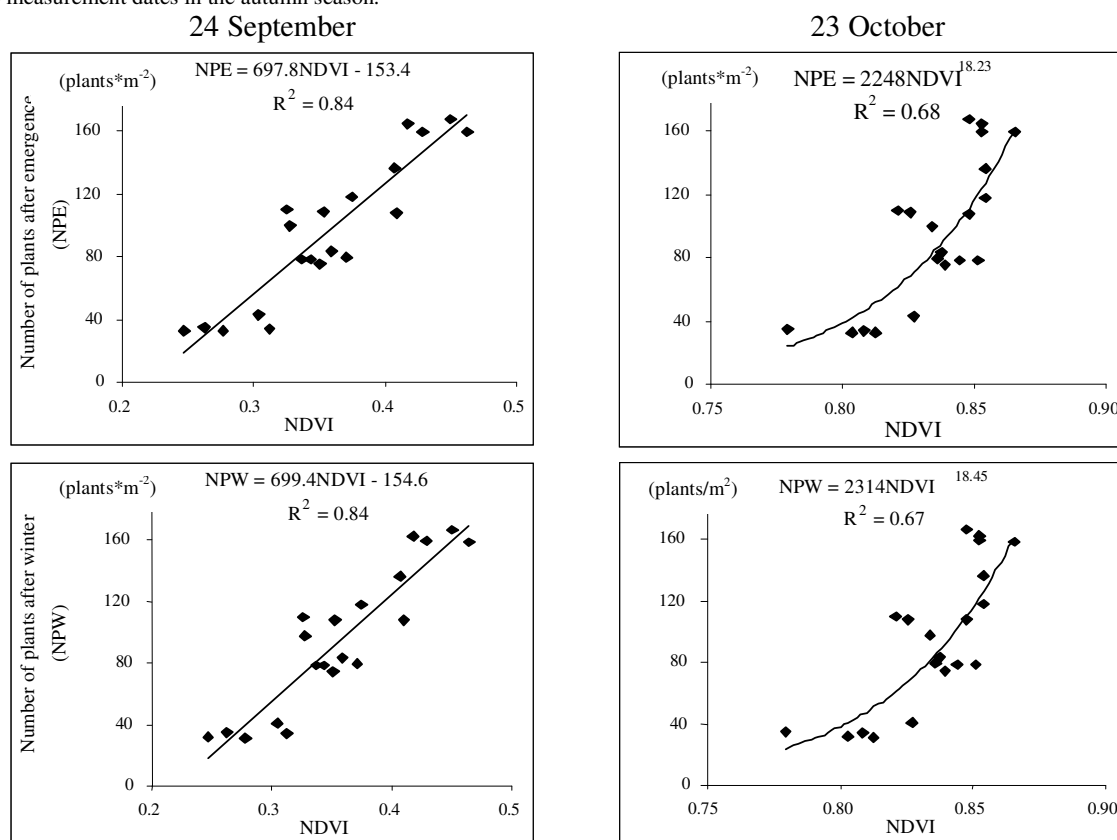 measurement dates in the autumn season.
24 September
23 October
(plants*m-2)
NPE = 697.8NDVI - 153.4
R2 = 0.84
Number of plants after emergence
(NPE)
160
120
80
40
0
0.2 0.3 0.4 0.5
NDVI
(plants*m-2)
NPE = 2248NDVI18.23
R2 = 0.68
160
120
80
40
0
0.75 0.80 0.85 0.90
NDVI
(plants*m-2)
NPW = 699.4NDVI - 154.6
R2 = 0.84
Number of plants after winter
(NPW)
160
120
80
40
0
0.2 0.3 0.4 0.5
NDVI
(plants/m2)
NPW = 2314NDVI 18.45
R2 = 0.67
160
120
80
40
0
0.75 0.80 0.85 0.90
NDVI